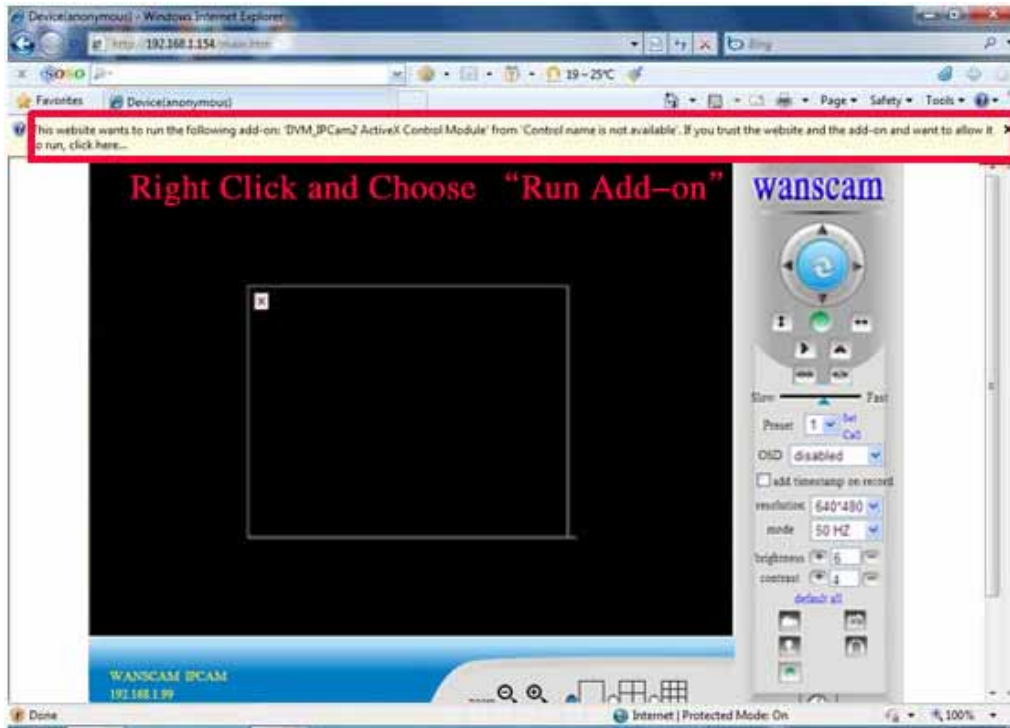 Device(anonymous) - Windows Internet Explorer
http://192.168.1.154/main.htm
Bing
SOSO
19~25℃
Favorites Device(anonymous) Page Safety Tools
This website wants to run the following add-on: 'DVM_IPCam2 ActiveX Control Module' from 'Control name is not available'. If you trust the website and the add-on and want to allow it
to run, click here...
Right Click and Choose “Run Add-on”
wanscam
Slow Fast
Preset 1 Set
Call
OSD disabled
add timestamp on record
resolution 640*480
mode 50 HZ
brightness 6
contrast 4
default all
WANSCAM IPCAM
192.168.1.99
zoom
Done Internet | Protected Mode: On 100%